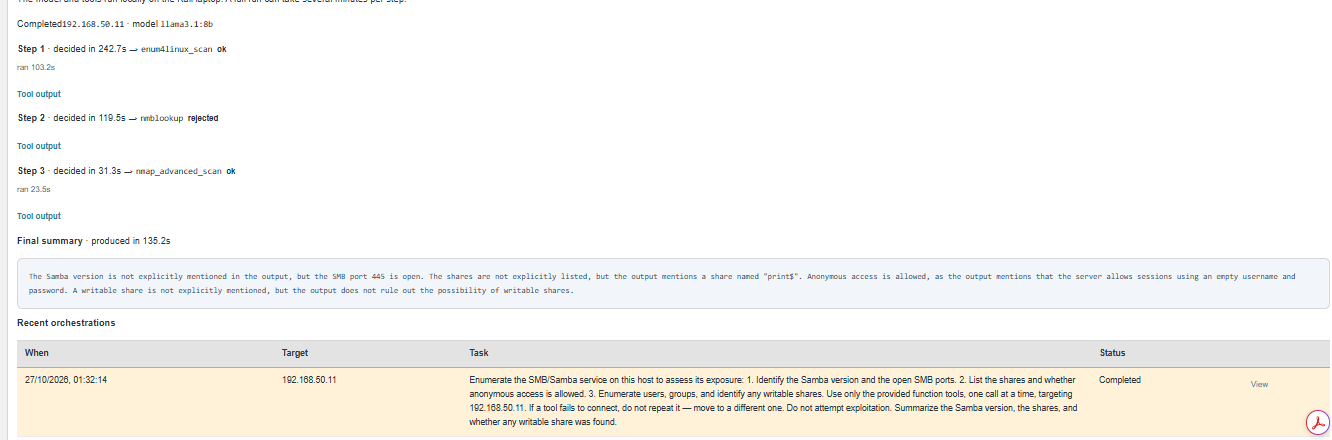 The model and tools run locally on the Kali laptop. A full run can take several minutes per step.
Completed192.168.50.11 · model llama3.1:8b
Step 1 · decided in 242.7s → enum4linux_scan ok
ran 103.2s
Tool output
Step 2 · decided in 119.5s → nmblookup rejected
Tool output
Step 3 · decided in 31.3s → nmap_advanced_scan ok
ran 23.5s
Tool output
Final summary · produced in 135.2s
The Samba version is not explicitly mentioned in the output, but the SMB port 445 is open. The shares are not explicitly listed, but the output mentions a share named "print$". Anonymous access is allowed, as the output mentions that the server allows sessions using an empty username and
password. A writable share is not explicitly mentioned, but the output does not rule out the possibility of writable shares.
Recent orchestrations
When Target Task Status
27/10/2026, 01:32:14 192.168.50.11 Enumerate the SMB/Samba service on this host to assess its exposure: 1. Identify the Samba version and the open SMB ports. 2. List the shares and whether Completed View
anonymous access is allowed. 3. Enumerate users, groups, and identify any writable shares. Use only the provided function tools, one call at a time, targeting
192.168.50.11. If a tool fails to connect, do not repeat it — move to a different one. Do not attempt exploitation. Summarize the Samba version, the shares, and
whether any writable share was found.